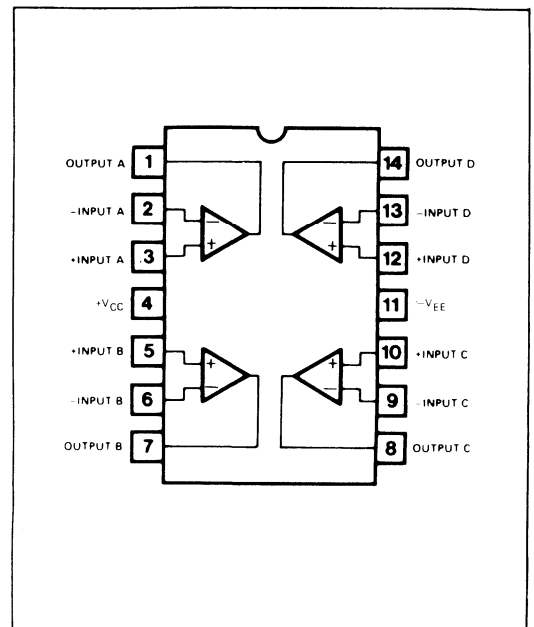 OUTPUT A 1
14 OUTPUT D
-INPUT A 2
13 -INPUT D
+INPUT A 3
12 +INPUT D
+VCC 4
11 -VEE
+INPUT B 5
10 +INPUT C
-INPUT B 6
9 -INPUT C
OUTPUT B 7
8 OUTPUT C
− + − +
+ − + −